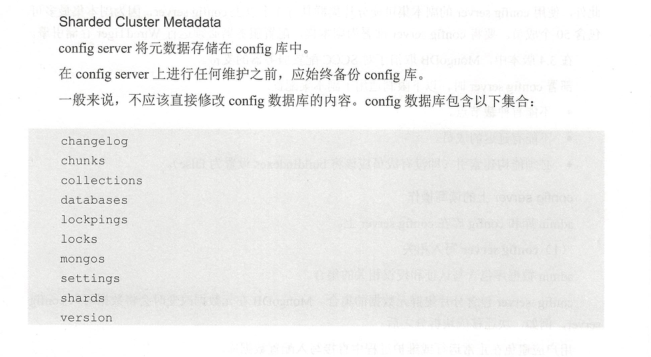 Sharded Cluster Metadata
config server 将元数据存储在 config 库中。
在 config server 上进行任何维护之前，应始终备份 config 库。
一般来说，不应该直接修改 config 数据库的内容。config 数据库包含以下集合：
changelog
chunks
collections
databases
lockpings
locks
mongos
settings
shards
version